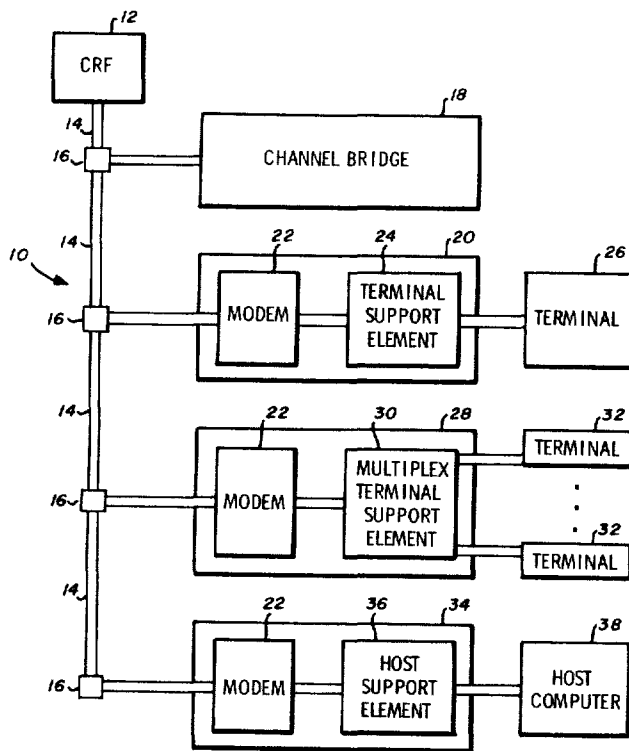 12
CRF
14
16
18
CHANNEL BRIDGE
10
14
22
24
20
26
MODEM
TERMINAL
SUPPORT
ELEMENT
TERMINAL
16
14
22
30
28
32
MODEM
MULTIPLEX
TERMINAL
SUPPORT
ELEMENT
TERMINAL
32
TERMINAL
16
14
22
36
34
38
MODEM
HOST
SUPPORT
ELEMENT
HOST
COMPUTER
16